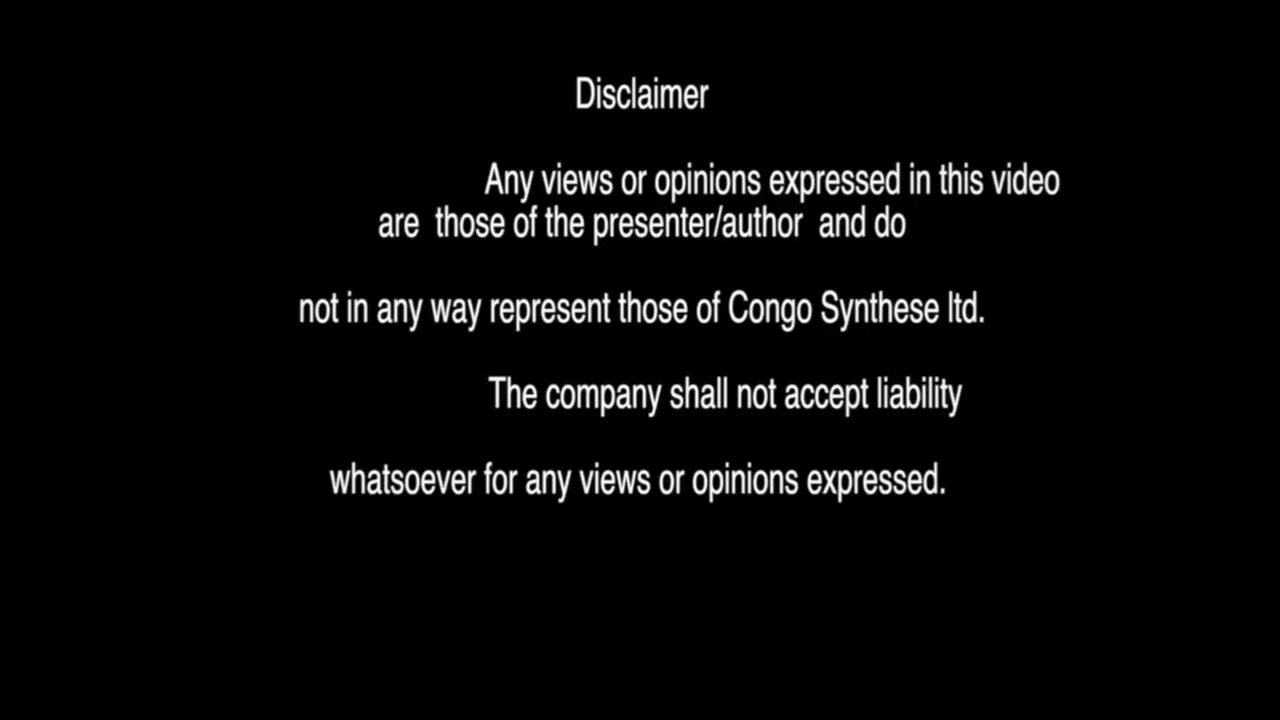 Disclaimer
Any views or opinions expressed in this video
are those of the presenter/author and do
not in any way represent those of Congo Synthese ltd.
The company shall not accept liability
whatsoever for any views or opinions expressed.